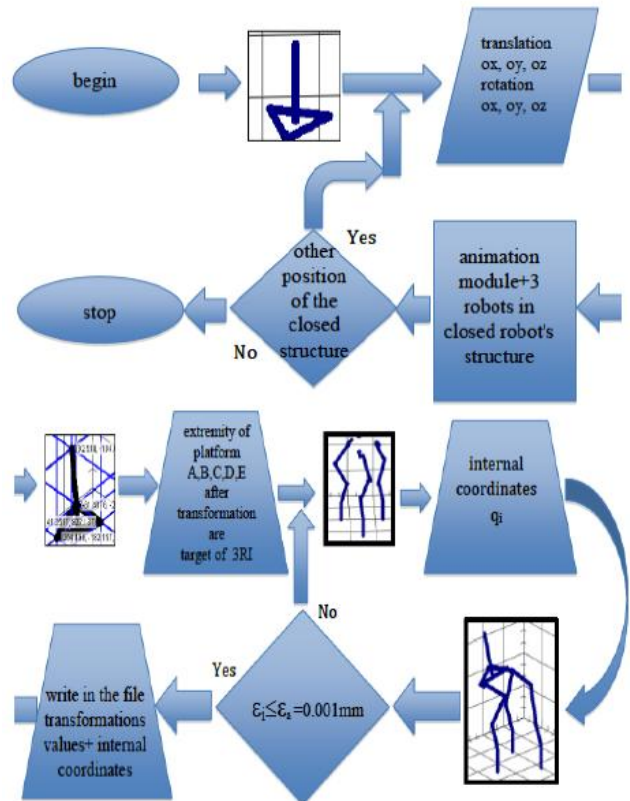 begin
translation
ox, oy, oz
rotation
ox, oy, oz
Yes
other
position
of the
closed
structure
No
stop
animation
module+3
robots in
closed robot's
structure
extremity of
platform
A,B,C,D,E
after
transformation
are
target of 3RI
internal
coordinates
qi
No
Yes
εi≤εa=0.001mm
write in the file
transformations
values+ internal
coordinates